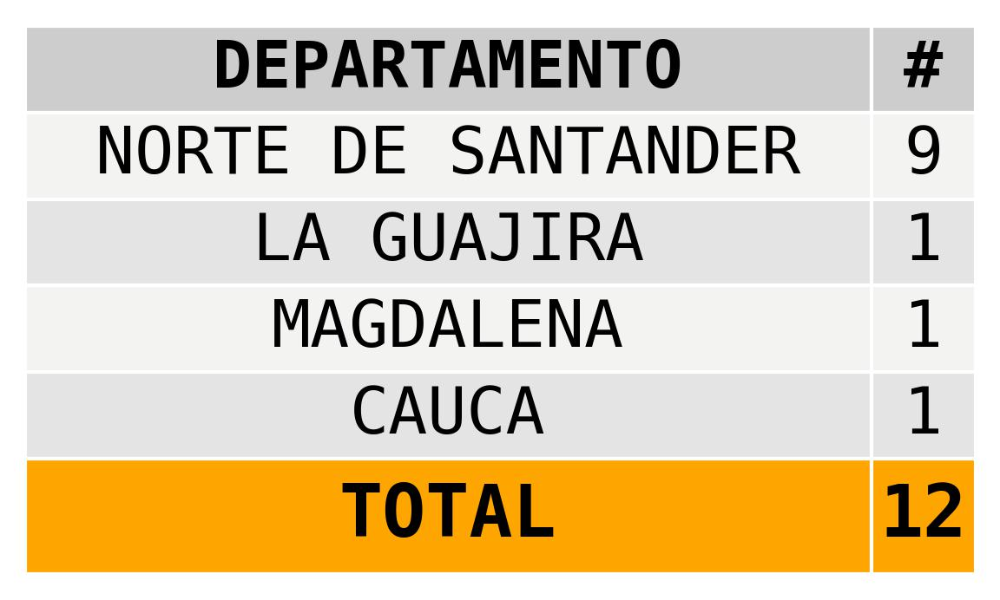 DEPARTAMENTO #
NORTE DE SANTANDER 9
LA GUAJIRA 1
MAGDALENA 1
CAUCA 1
TOTAL 12